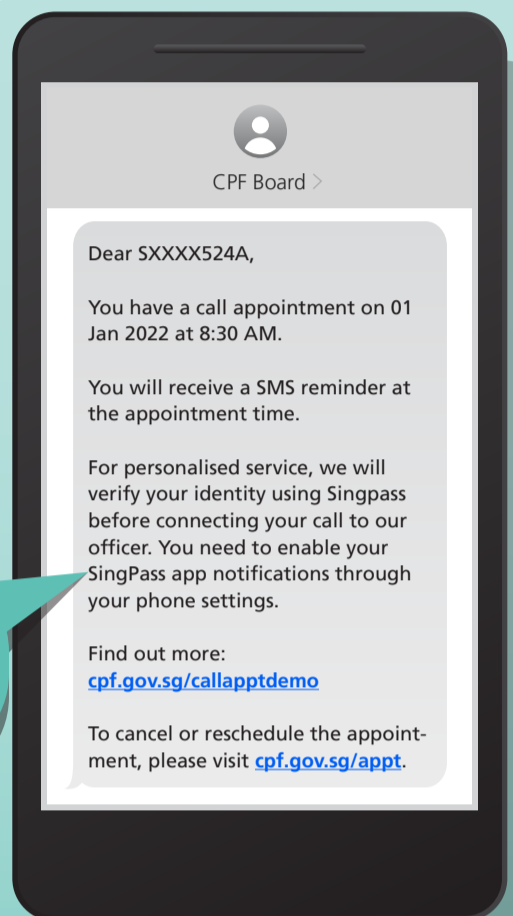 CPF Board
Dear SXXXX524A,
You have a call appointment on 01
Jan 2022 at 8:30 AM.
You will receive a SMS reminder at
the appointment time.
For personalised service, we will
verify your identity using Singpass
before connecting your call to our
officer. You need to enable your
SingPass app notifications through
your phone settings.
Find out more:
cpf.gov.sg/callapptdemo
To cancel or reschedule the appoint-
ment, please visit cpf.gov.sg/appt.